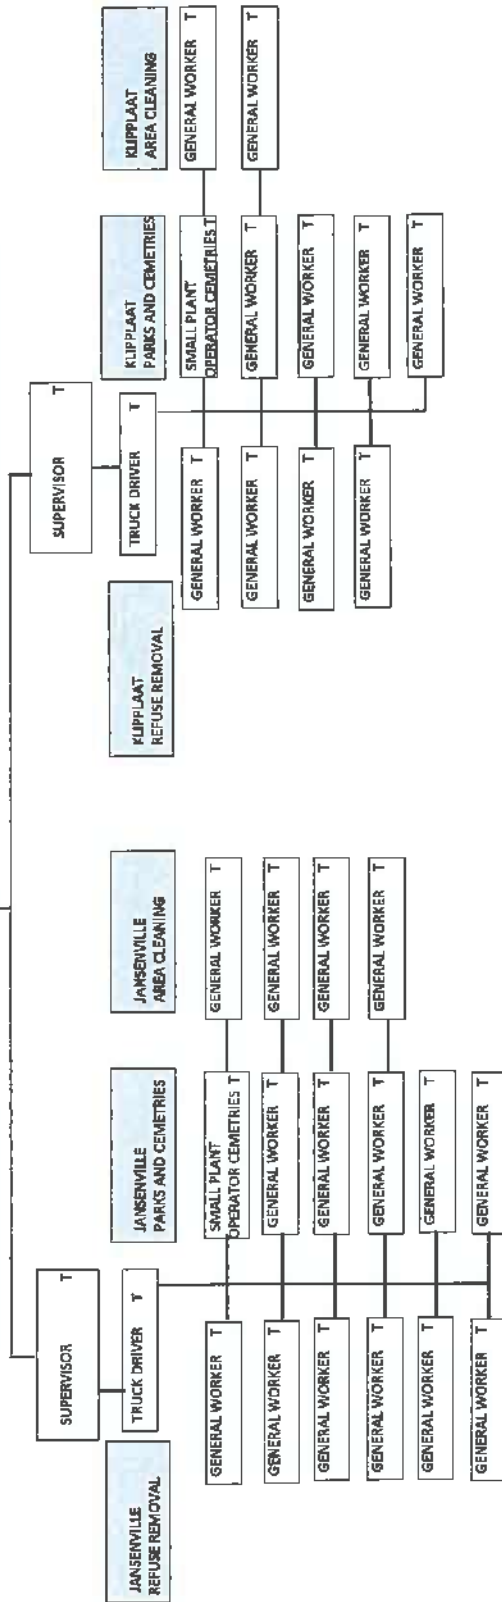 SUPERVISOR T
JANSENVILLE
REFUSE REMOVAL
TRUCK DRIVER T
GENERAL WORKER T
GENERAL WORKER T
GENERAL WORKER T
GENERAL WORKER T
GENERAL WORKER T
GENERAL WORKER T
JANSENVILLE
PARKS AND CEMETRIES
SMALL PLANT
OPERATOR CEMETRIES T
GENERAL WORKER T
GENERAL WORKER T
GENERAL WORKER T
GENERAL WORKER T
GENERAL WORKER T
JANSENVILLE
AREA CLEANING
GENERAL WORKER T
GENERAL WORKER T
GENERAL WORKER T
GENERAL WORKER T
SUPERVISOR T
KLIPPLAAT
REFUSE REMOVAL
TRUCK DRIVER T
GENERAL WORKER T
GENERAL WORKER T
GENERAL WORKER T
GENERAL WORKER T
KLIPPLAAT
PARKS AND CEMETRIES
SMALL PLANT
OPERATOR CEMETRIES T
GENERAL WORKER T
GENERAL WORKER T
GENERAL WORKER T
GENERAL WORKER T
KLIPPLAAT
AREA CLEANING
GENERAL WORKER T
GENERAL WORKER T